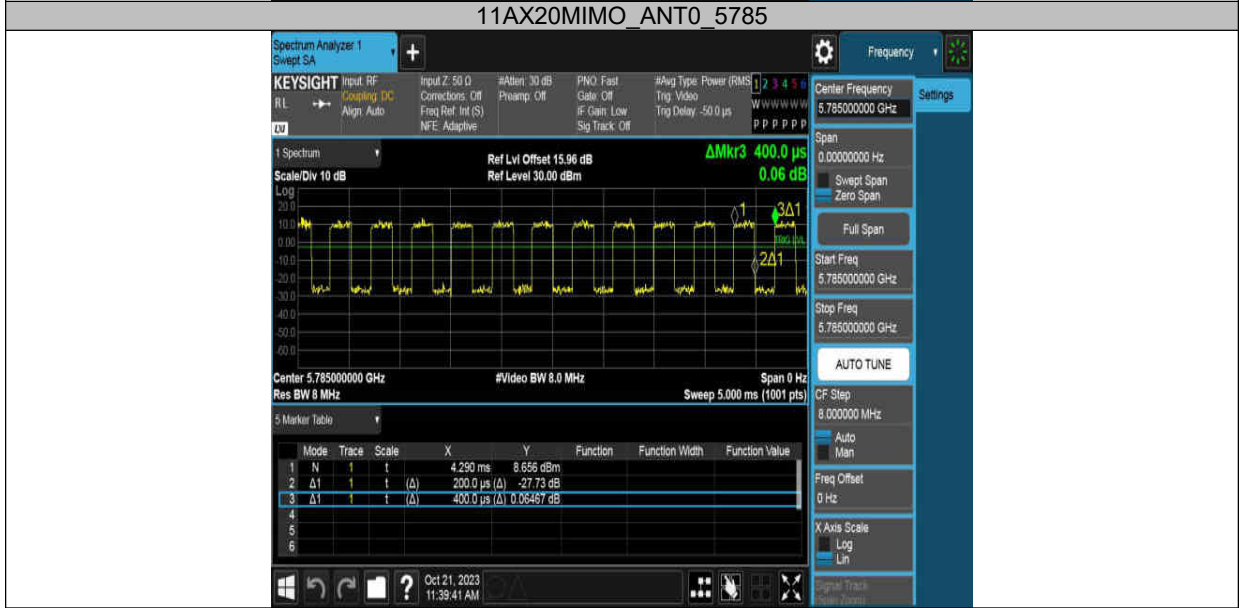 11AX20MIMO_ANT0_5785
Spectrum Analyzer 1
Swept SA
Frequency
KEYSIGHT
RL
Input: RF
Coupling: DC
Align: Auto
Input Z: 50 Ω
Corrections: Off
Freq Ref: Int (S)
NFE: Adaptive
#Atten: 30 dB
Preamp: Off
PNO: Fast
Gate: Off
IF Gain: Low
Sig Track: Off
#Avg Type: Power (RMS
Trig: Video
Trig Delay: -50.0 µs
1 2 3 4 5 6
W W W W W W
P P P P P P
1 Spectrum
Scale/Div 10 dB
Ref Lvl Offset 15.96 dB
Ref Level 30.00 dBm
ΔMkr3 400.0 µs
0.06 dB
Log
20.0
10.0
0.00
-10.0
-20.0
-30.0
-40.0
-50.0
-60.0
1
3Δ1
TRIG LVL
2Δ1
Center 5.785000000 GHz
#Video BW 8.0 MHz
Span 0 Hz
Res BW 8 MHz
Sweep 5.000 ms (1001 pts)
5 Marker Table
Mode Trace Scale X Y Function Function Width Function Value
1 N 1 t 4.290 ms 8.656 dBm
2 Δ1 1 t (Δ) 200.0 µs (Δ) -27.73 dB
3 Δ1 1 t (Δ) 400.0 µs (Δ) 0.06467 dB
4
5
6
Oct 21, 2023
11:39:41 AM
Center Frequency
5.785000000 GHz
Settings
Span
0.00000000 Hz
Swept Span
Zero Span
Full Span
Start Freq
5.785000000 GHz
Stop Freq
5.785000000 GHz
AUTO TUNE
CF Step
8.000000 MHz
Auto
Man
Freq Offset
0 Hz
X Axis Scale
Log
Lin
Signal Track
(Span Zoom)